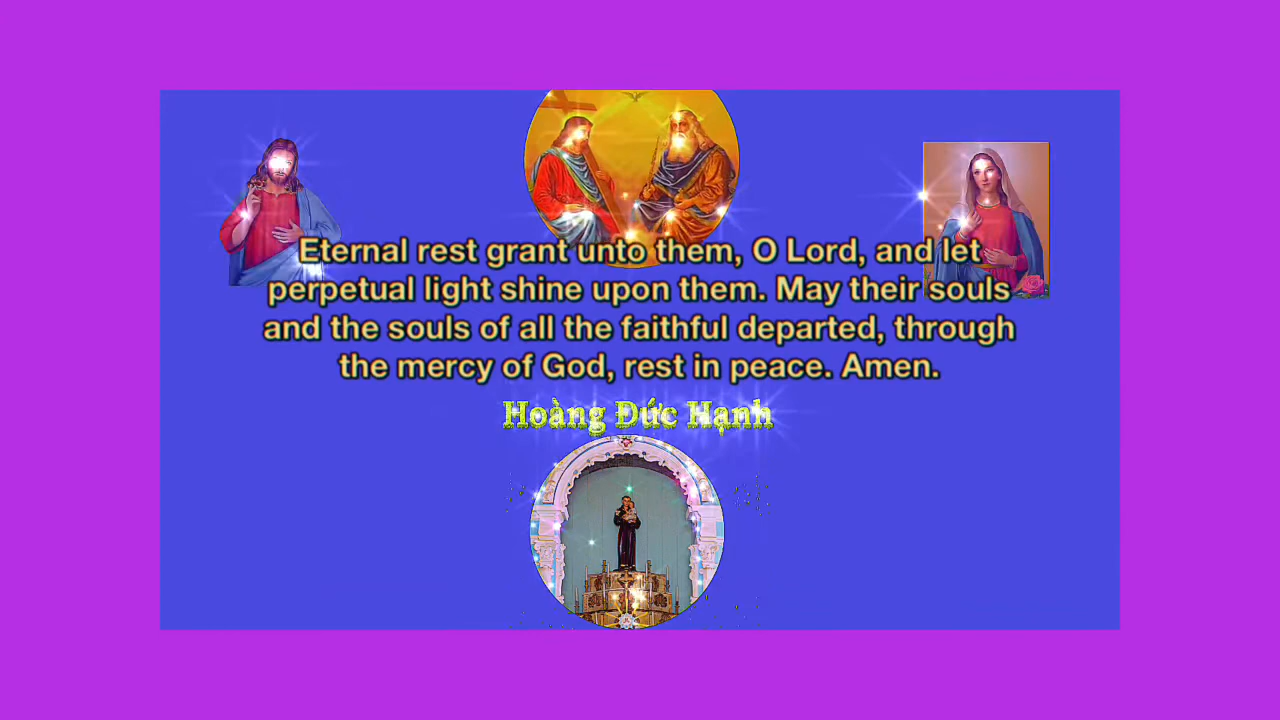 Eternal rest grant unto them, O Lord, and let
perpetual light shine upon them. May their souls
and the souls of all the faithful departed, through
the mercy of God, rest in peace. Amen.
Hoàng Đức Hạnh